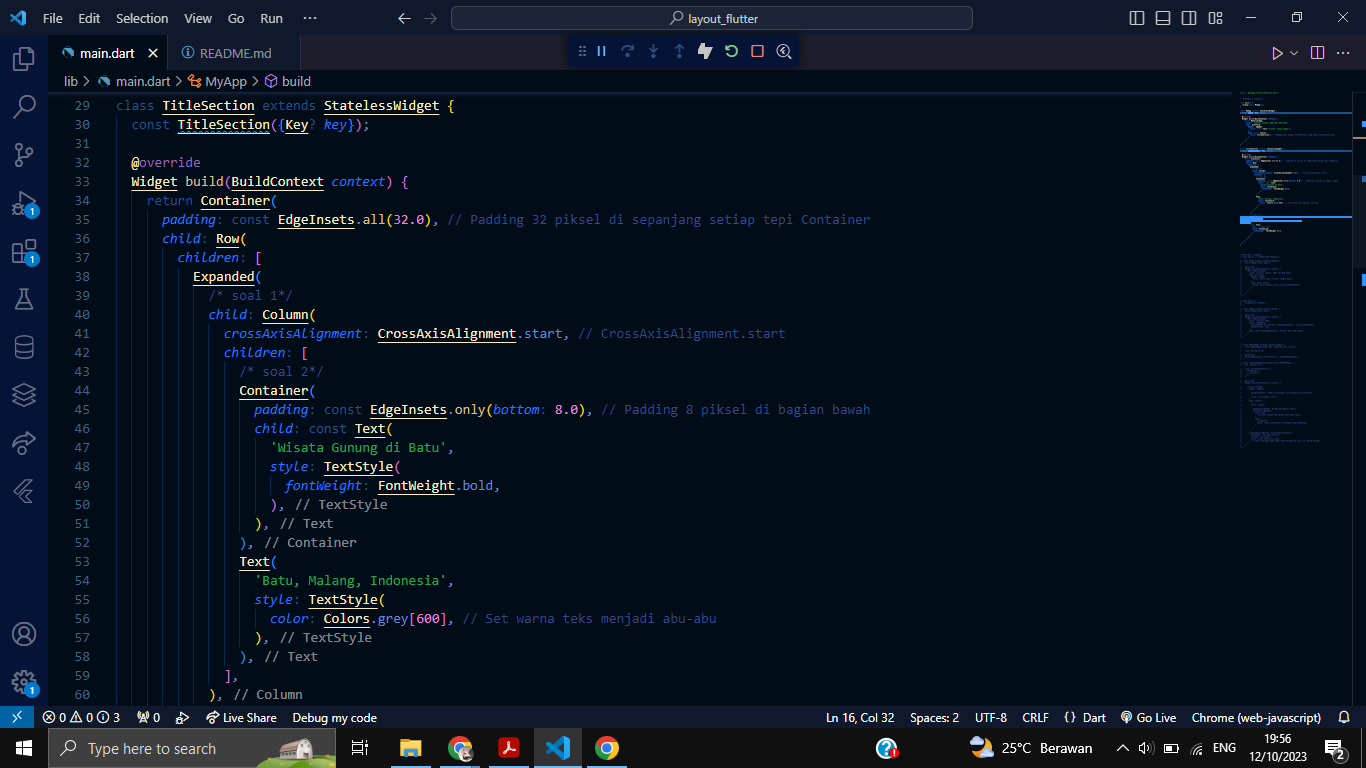 File Edit Selection View Go Run ··· layout_flutter
main.dart README.md
lib > main.dart > MyApp > build
29 class TitleSection extends StatelessWidget {
30 const TitleSection({Key? key});
31
32 @override
33 Widget build(BuildContext context) {
34 return Container(
35 padding: const EdgeInsets.all(32.0), // Padding 32 piksel di sepanjang setiap tepi Container
36 child: Row(
37 children: [
38 Expanded(
39 /* soal 1*/
40 child: Column(
41 crossAxisAlignment: CrossAxisAlignment.start, // CrossAxisAlignment.start
42 children: [
43 /* soal 2*/
44 Container(
45 padding: const EdgeInsets.only(bottom: 8.0), // Padding 8 piksel di bagian bawah
46 child: const Text(
47 'Wisata Gunung di Batu',
48 style: TextStyle(
49 fontWeight: FontWeight.bold,
50 ), // TextStyle
51 ), // Text
52 ), // Container
53 Text(
54 'Batu, Malang, Indonesia',
55 style: TextStyle(
56 color: Colors.grey[600], // Set warna teks menjadi abu-abu
57 ), // TextStyle
58 ), // Text
59 ],
60 ), // Column
0 0 3 0 Live Share Debug my code Ln 16, Col 32 Spaces: 2 UTF-8 CRLF {} Dart Go Live Chrome (web-javascript)
Type here to search 25°C Berawan ENG 19:56
12/10/2023 2